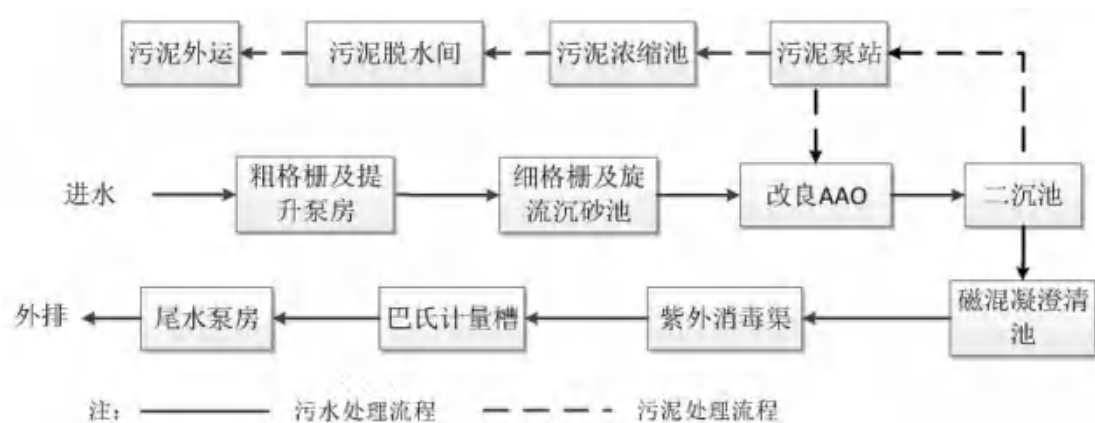 污泥外运
污泥脱水间
污泥浓缩池
污泥泵站
进水
粗格栅及提
升泵房
细格栅及旋
流沉砂池
改良AAO
二沉池
外排
尾水泵房
巴氏计量槽
紫外消毒渠
磁混凝澄清
池
注：
污水处理流程
污泥处理流程